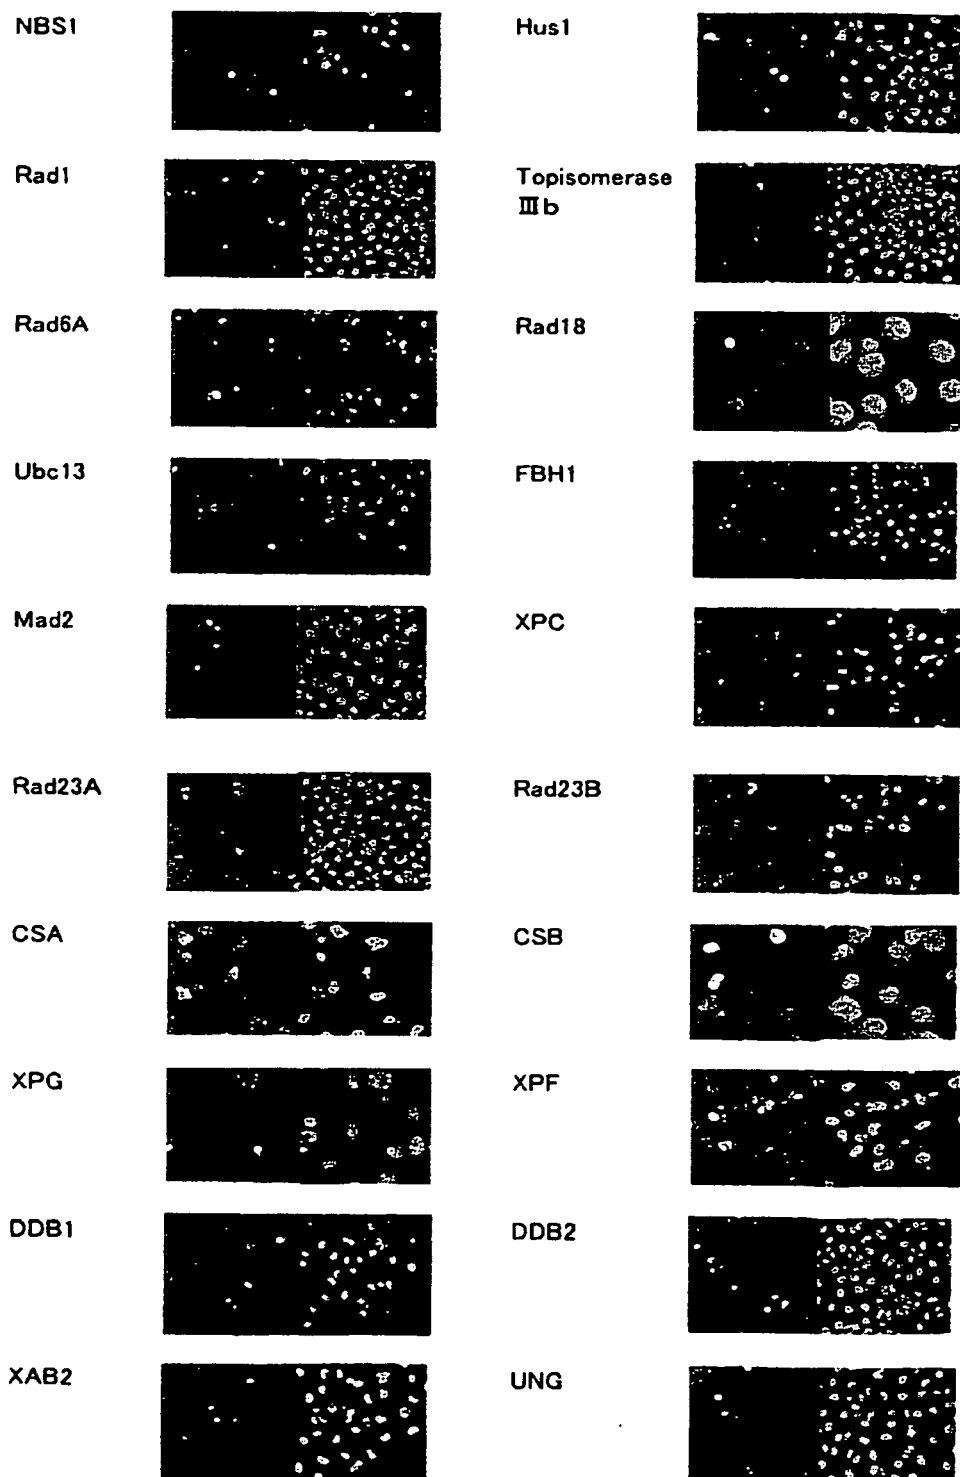 NBS1
Hus1
Rad1
Topisomerase
Ⅲb
Rad6A
Rad18
Ubc13
FBH1
Mad2
XPC
Rad23A
Rad23B
CSA
CSB
XPG
XPF
DDB1
DDB2
XAB2
UNG